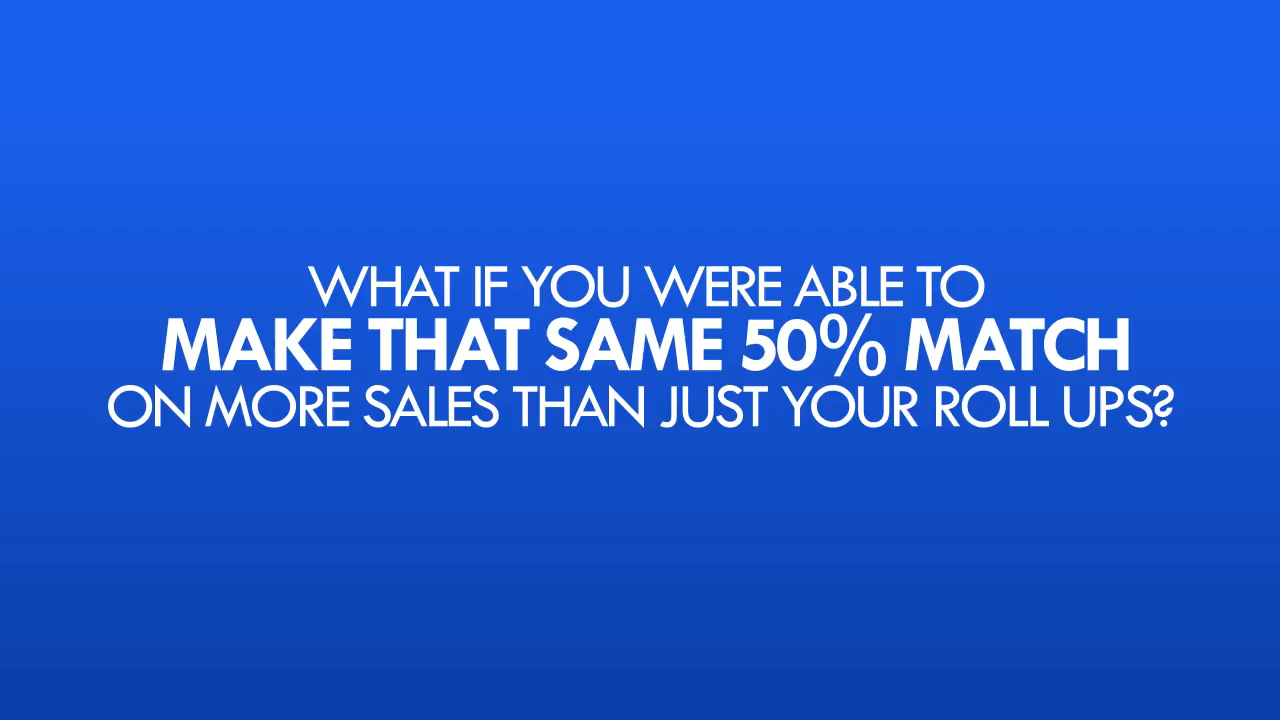 WHAT IF YOU WERE ABLE TO
MAKE THAT SAME 50% MATCH
ON MORE SALES THAN JUST YOUR ROLL UPS?